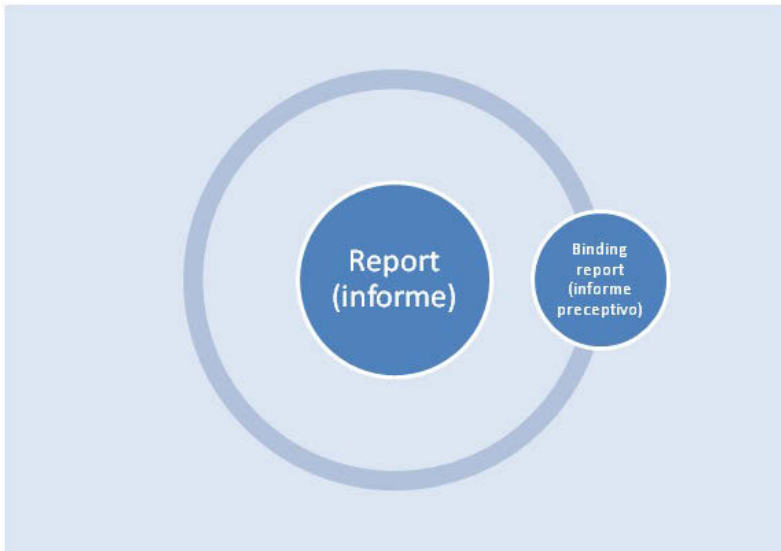 Report
(informe)
Binding
report
(informe
preceptivo)